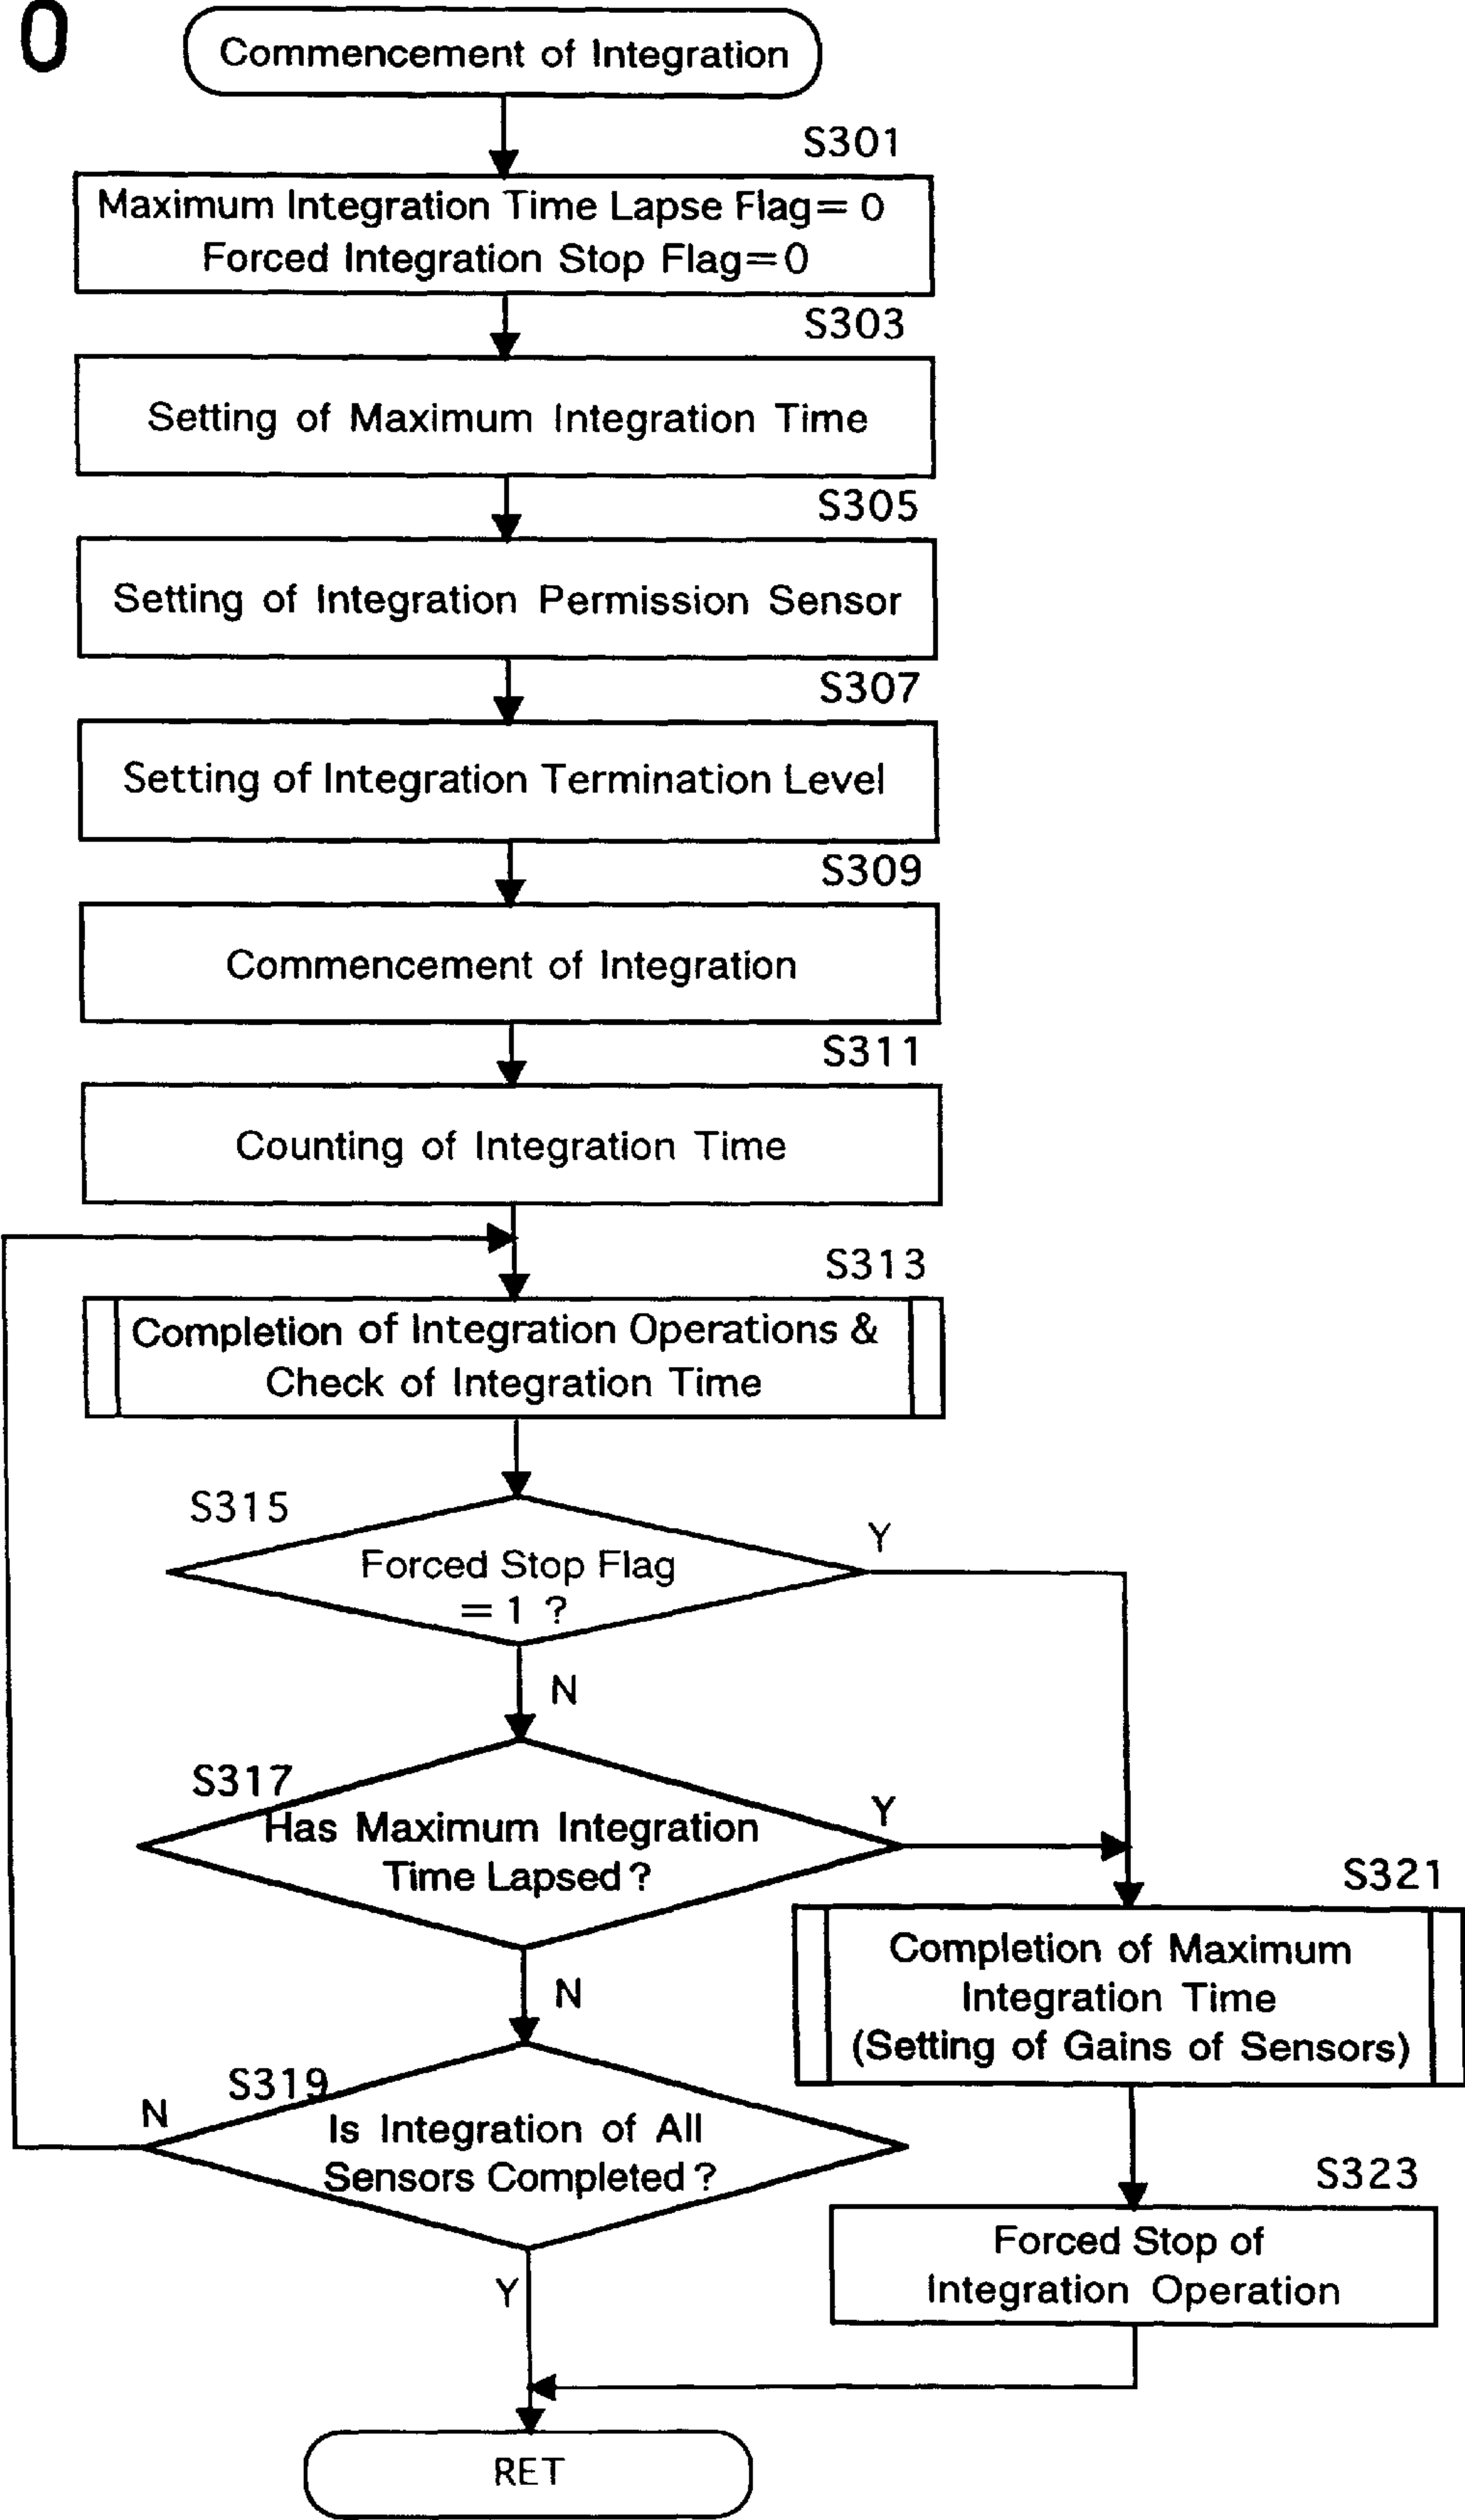 0
Commencement of Integration
S301
Maximum Integration Time Lapse Flag= 0
Forced Integration Stop Flag=0
S303
Setting of Maximum Integration Time
S305
Setting of Integration Permission Sensor
S307
Setting of Integration Termination Level
S309
Commencement of Integration
S311
Counting of Integration Time
S313
Completion of Integration Operations &
Check of Integration Time
S315
Y
Forced Stop Flag
= 1 ?
N
S317
Y
Has Maximum Integration
Time Lapsed ?
S321
Completion of Maximum
Integration Time
(Setting of Gains of Sensors)
N
S319
N
Is Integration of All
Sensors Completed ?
S323
Forced Stop of
Integration Operation
Y
RET